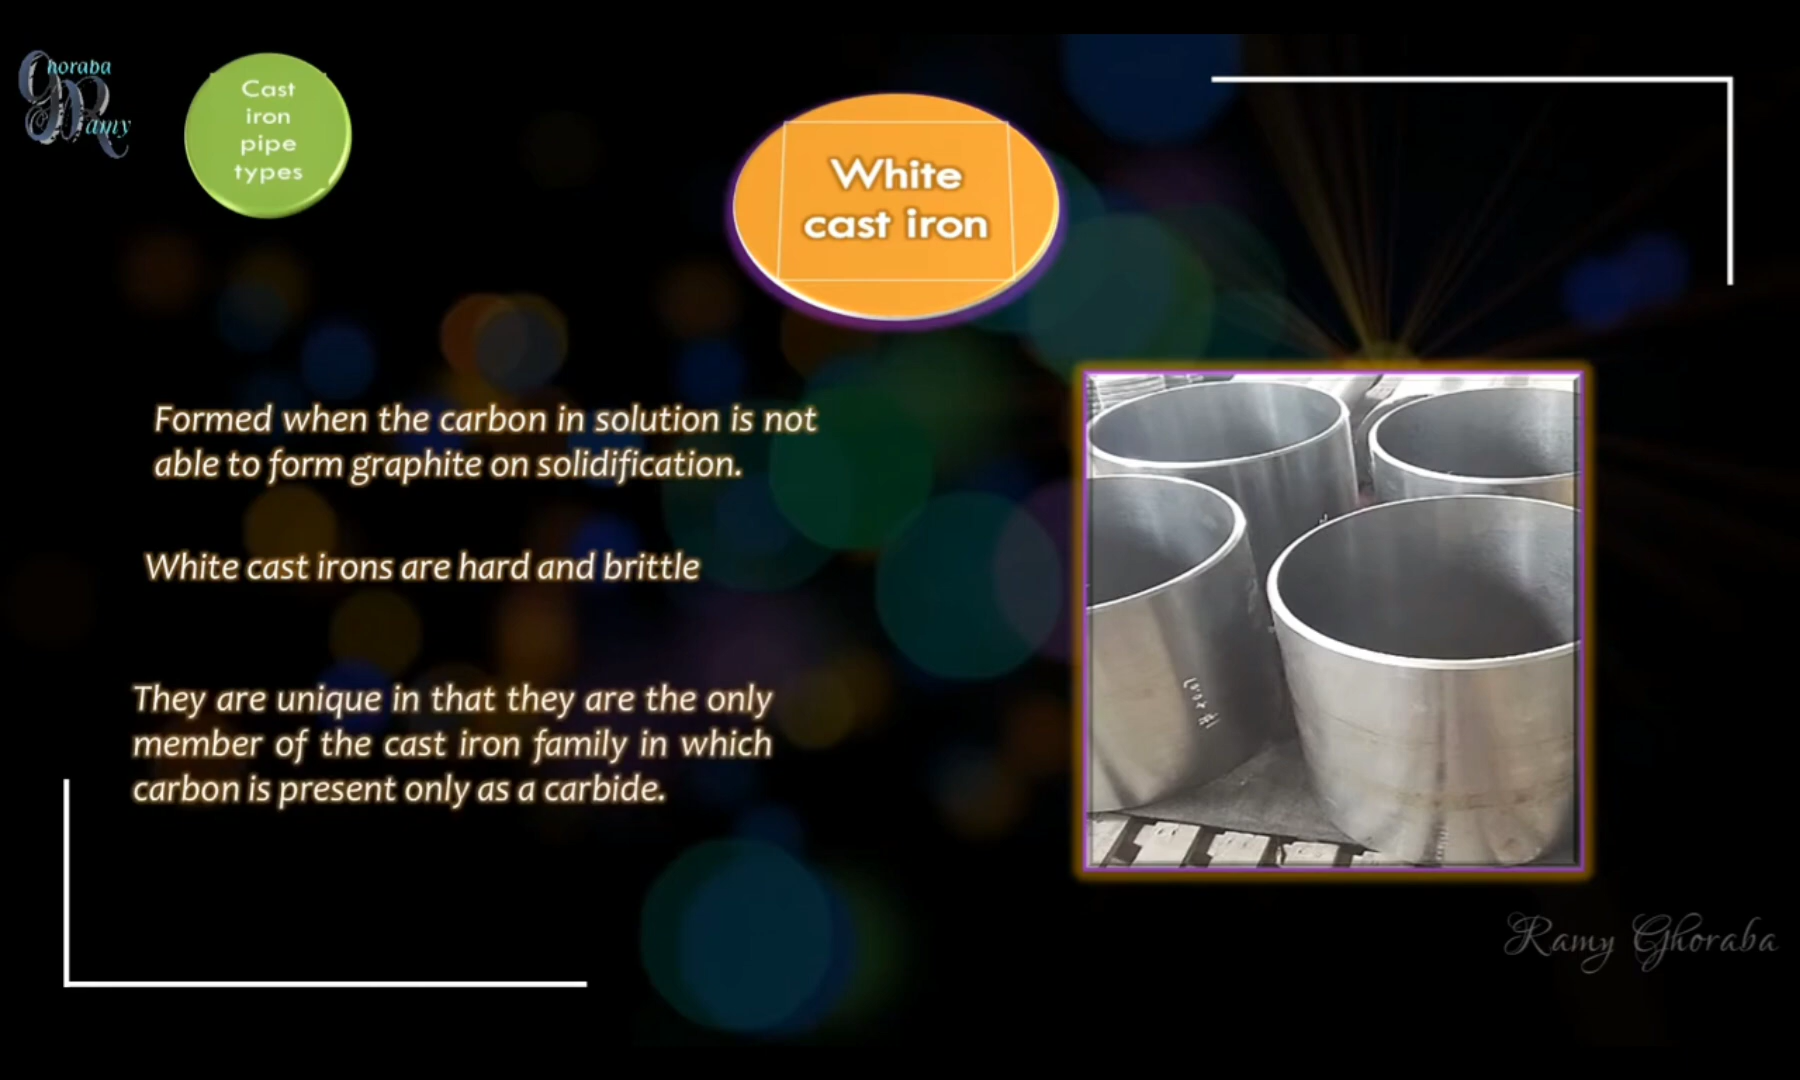 Ghoraba
Ramy
Cast
iron
pipe
types
White
cast iron
Formed when the carbon in solution is not
able to form graphite on solidification.
White cast irons are hard and brittle
They are unique in that they are the only
member of the cast iron family in which
carbon is present only as a carbide.
Ramy Ghoraba